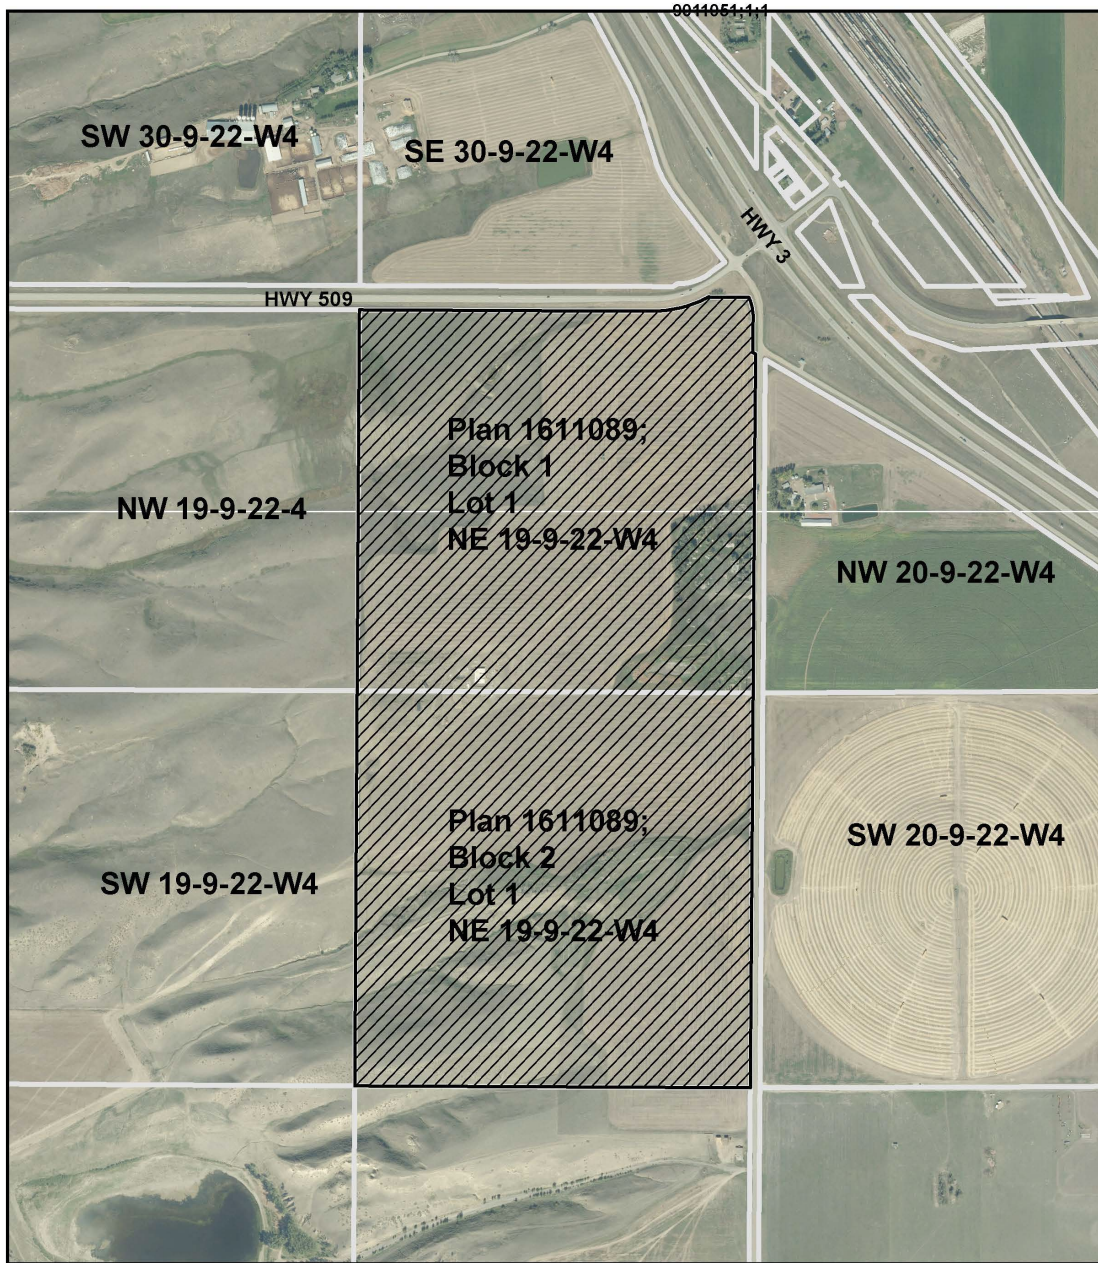 9011051;1;1
SW 30-9-22-W4
SE 30-9-22-W4
HWY 3
HWY 509
Plan 1611089;
Block 1
Lot 1
NE 19-9-22-W4
NW 19-9-22-4
NW 20-9-22-W4
Plan 1611089;
Block 2
Lot 1
NE 19-9-22-W4
SW 19-9-22-W4
SW 20-9-22-W4